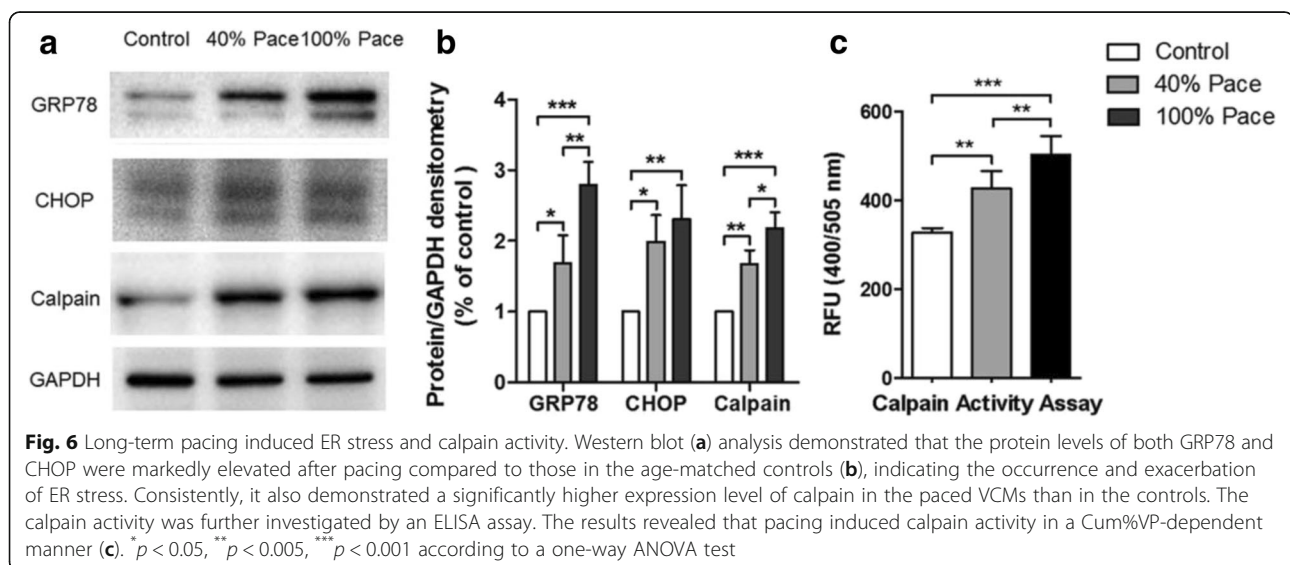 a
Control 40% Pace 100% Pace
GRP78
CHOP
Calpain
GAPDH
b
Protein/GAPDH densitometry
(% of control )
4
3
2
1
0
***
**
*
**
*
***
*
**
GRP78 CHOP Calpain
c
Control
40% Pace
100% Pace
RFU (400/505 nm)
600
400
200
0
***
**
**
Calpain Activity Assay
Fig. 6 Long-term pacing induced ER stress and calpain activity. Western blot (a) analysis demonstrated that the protein levels of both GRP78 and
CHOP were markedly elevated after pacing compared to those in the age-matched controls (b), indicating the occurrence and exacerbation
of ER stress. Consistently, it also demonstrated a significantly higher expression level of calpain in the paced VCMs than in the controls. The
calpain activity was further investigated by an ELISA assay. The results revealed that pacing induced calpain activity in a Cum%VP-dependent
manner (c). *p < 0.05, **p < 0.005, ***p < 0.001 according to a one-way ANOVA test